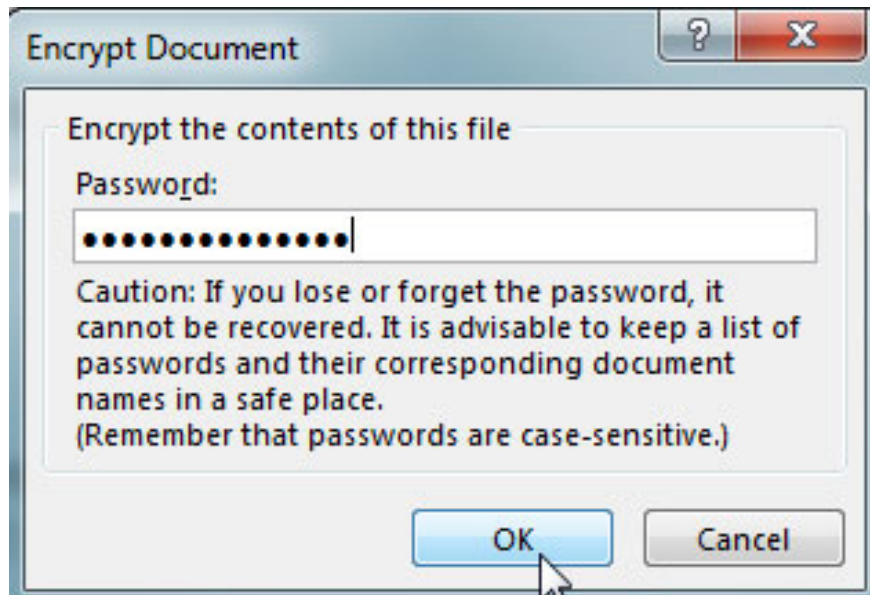 Encrypt Document
?
Encrypt the contents of this file
Password:
●●●●●●●●●●●●●●
Caution: If you lose or forget the password, it
cannot be recovered. It is advisable to keep a list of
passwords and their corresponding document
names in a safe place.
(Remember that passwords are case-sensitive.)
OK
Cancel